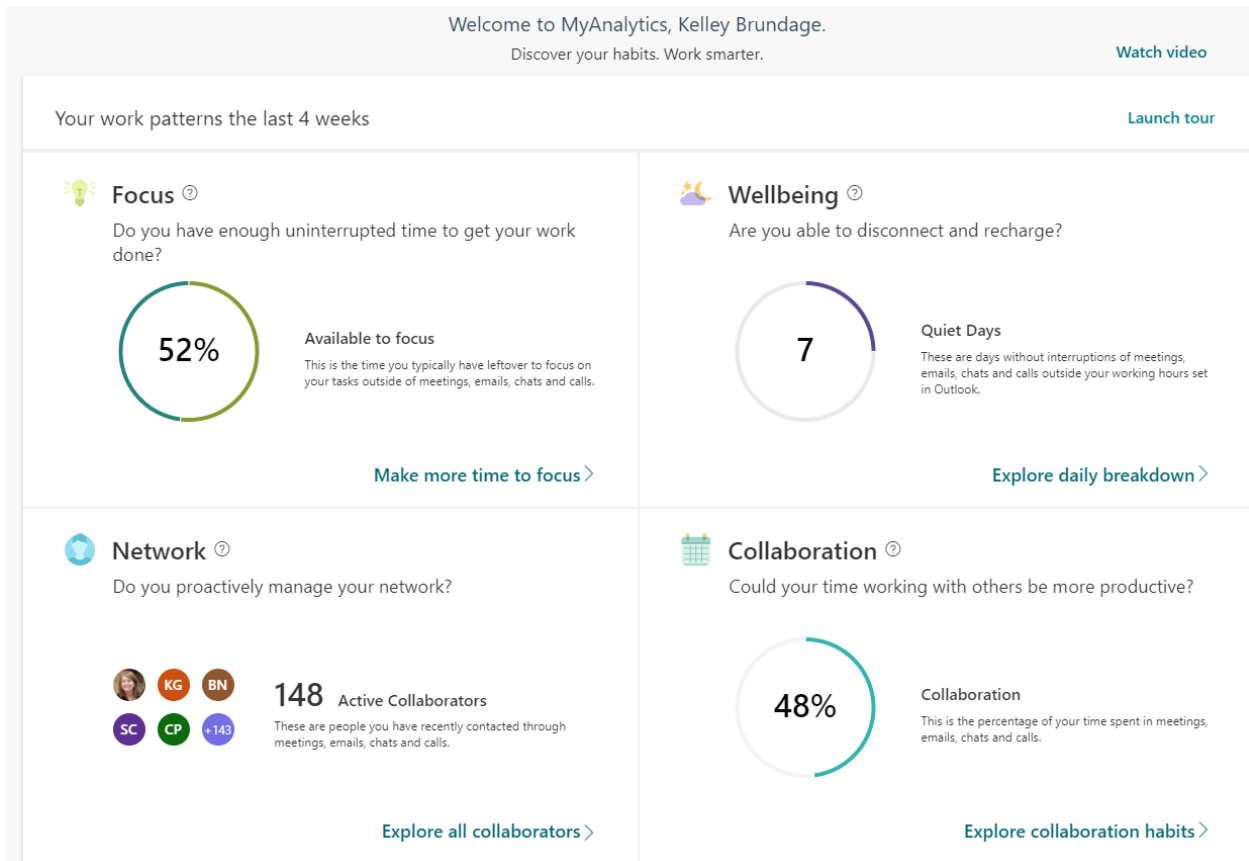 Welcome to MyAnalytics, Kelley Brundage.
Discover your habits. Work smarter.
Watch video
Your work patterns the last 4 weeks
Launch tour
Focus ?
Do you have enough uninterrupted time to get your work
done?
52%
Available to focus
This is the time you typically have leftover to focus on
your tasks outside of meetings, emails, chats and calls.
Make more time to focus
Wellbeing ?
Are you able to disconnect and recharge?
7
Quiet Days
These are days without interruptions of meetings,
emails, chats and calls outside your working hours set
in Outlook.
Explore daily breakdown
Network ?
Do you proactively manage your network?
KG
BN
SC
CP
+143
148 Active Collaborators
These are people you have recently contacted through
meetings, emails, chats and calls.
Explore all collaborators
Collaboration ?
Could your time working with others be more productive?
48%
Collaboration
This is the percentage of your time spent in meetings,
emails, chats and calls.
Explore collaboration habits